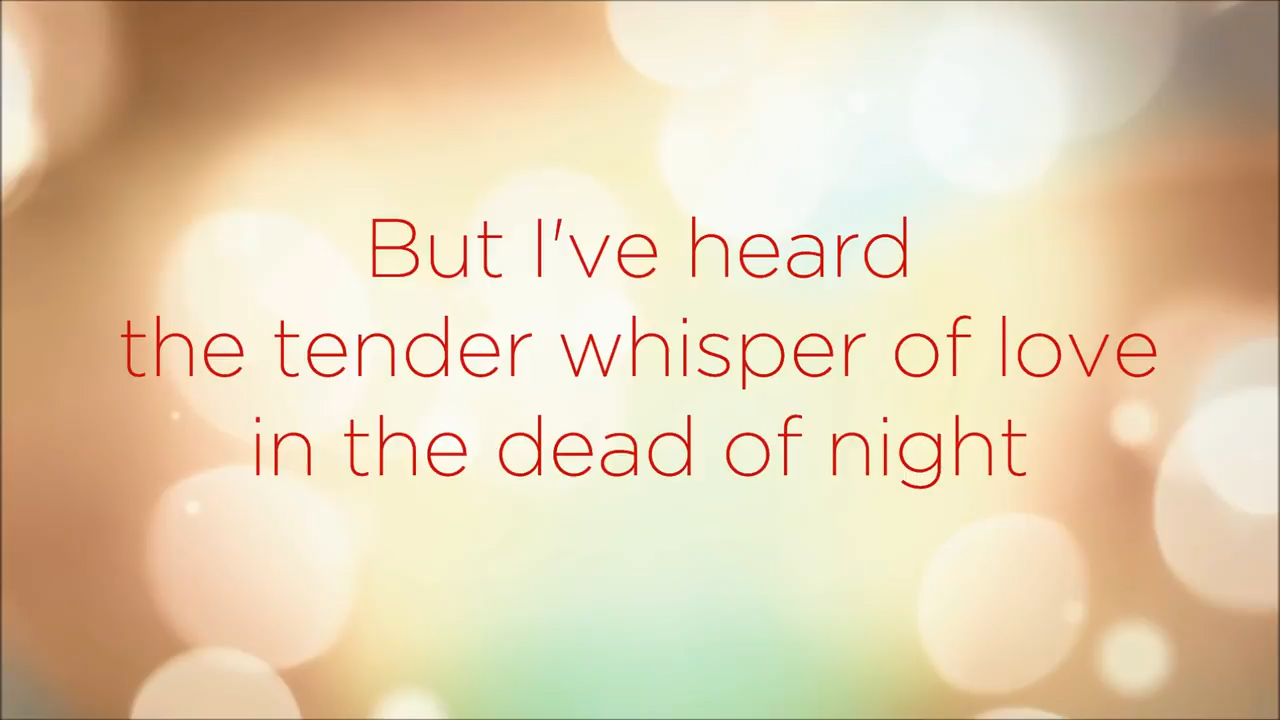 But I've heard
the tender whisper of love
in the dead of night